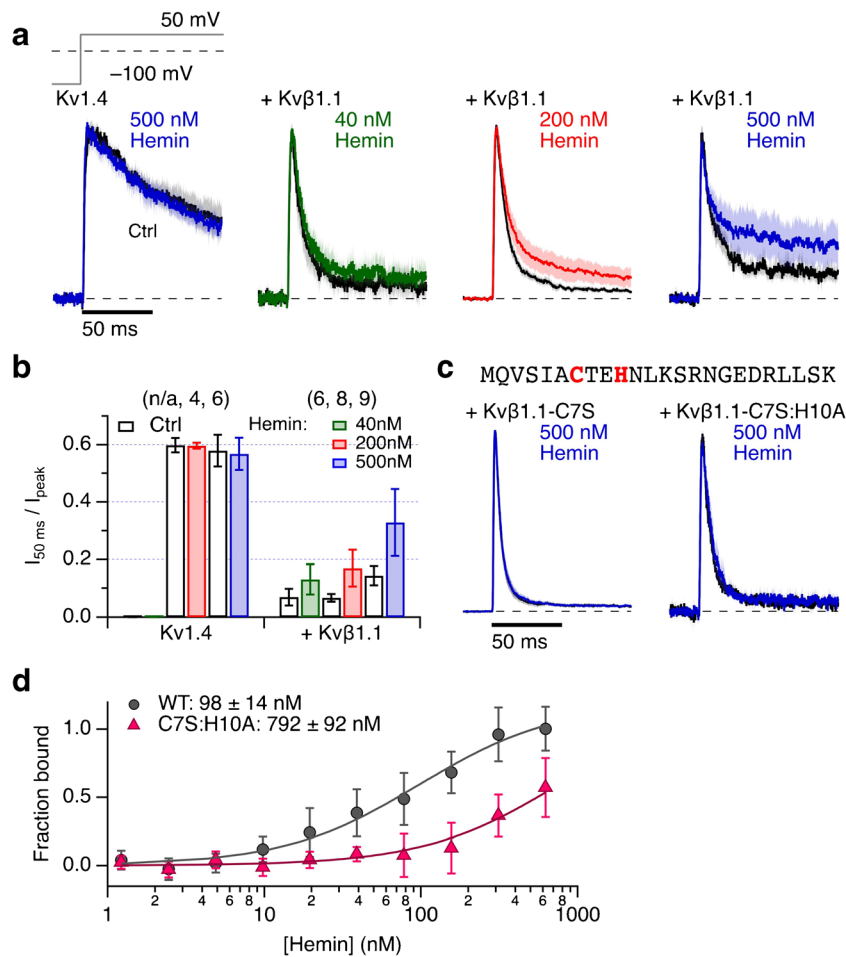 a
50 mV
−100 mV
Kv1.4
500 nM
Hemin
Ctrl
50 ms
+ Kvβ1.1
40 nM
Hemin
+ Kvβ1.1
200 nM
Hemin
+ Kvβ1.1
500 nM
Hemin
b
(n/a, 4, 6)
(6, 8, 9)
Ctrl
Hemin:
40nM
200nM
500nM
I50 ms / Ipeak
0.6
0.4
0.2
0.0
Kv1.4
+ Kvβ1.1
c
MQVSIACTEHNLKSRNGEDRLLSK
+ Kvβ1.1-C7S
500 nM
Hemin
50 ms
+ Kvβ1.1-C7S:H10A
500 nM
Hemin
d
WT: 98 ± 14 nM
C7S:H10A: 792 ± 92 nM
Fraction bound
1.0
0.5
0.0
1 2 4 6 8 10 2 4 6 8 100 2 4 6 8 1000
[Hemin] (nM)